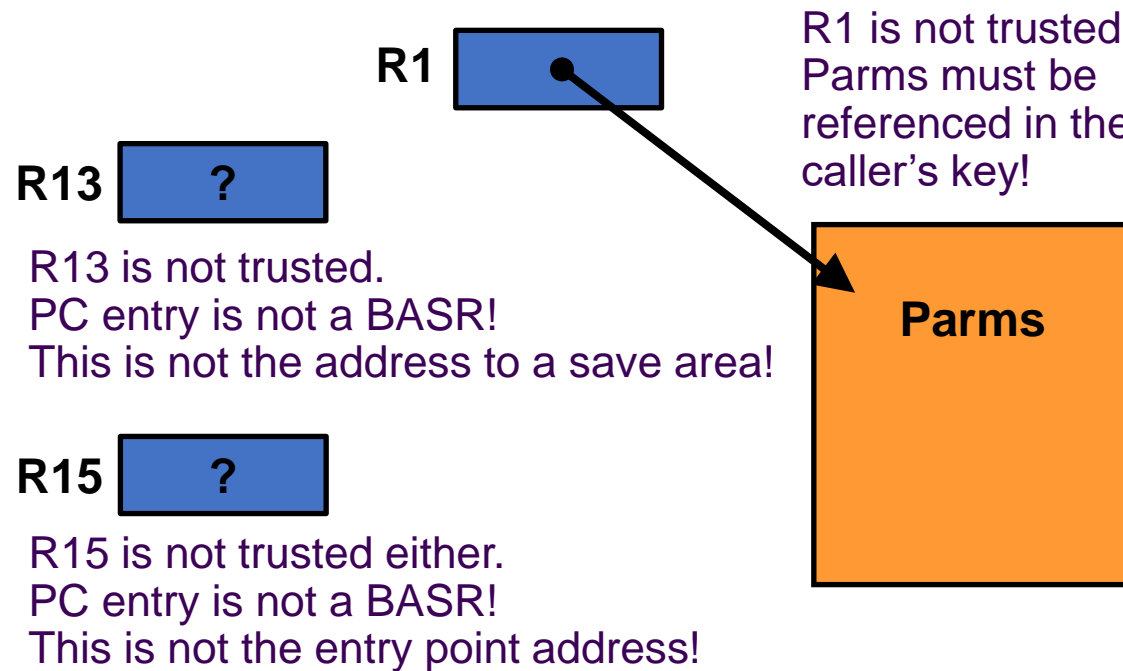 R1
R1 is not trusted
Parms must be
referenced in the
caller's key!
R13 ?
R13 is not trusted.
PC entry is not a BASR!
This is not the address to a save area!
Parms
R15 ?
R15 is not trusted either.
PC entry is not a BASR!
This is not the entry point address!